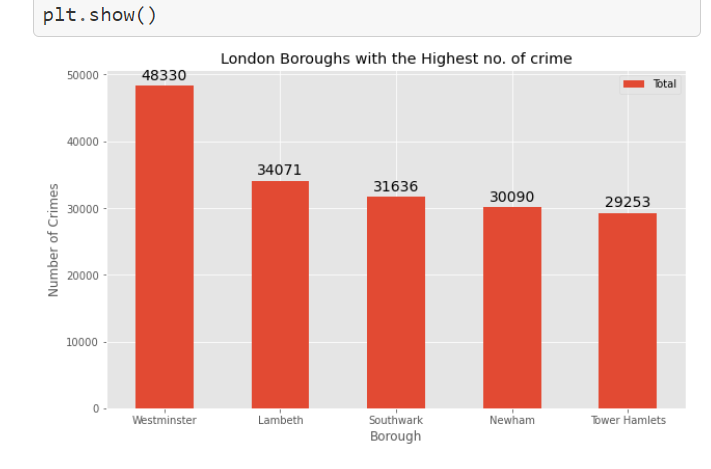 plt.show()
London Boroughs with the Highest no. of crime
Total
48330
34071
31636
30090
29253
50000
40000
30000
20000
10000
0
Number of Crimes
Westminster
Lambeth
Southwark
Newham
Tower Hamlets
Borough